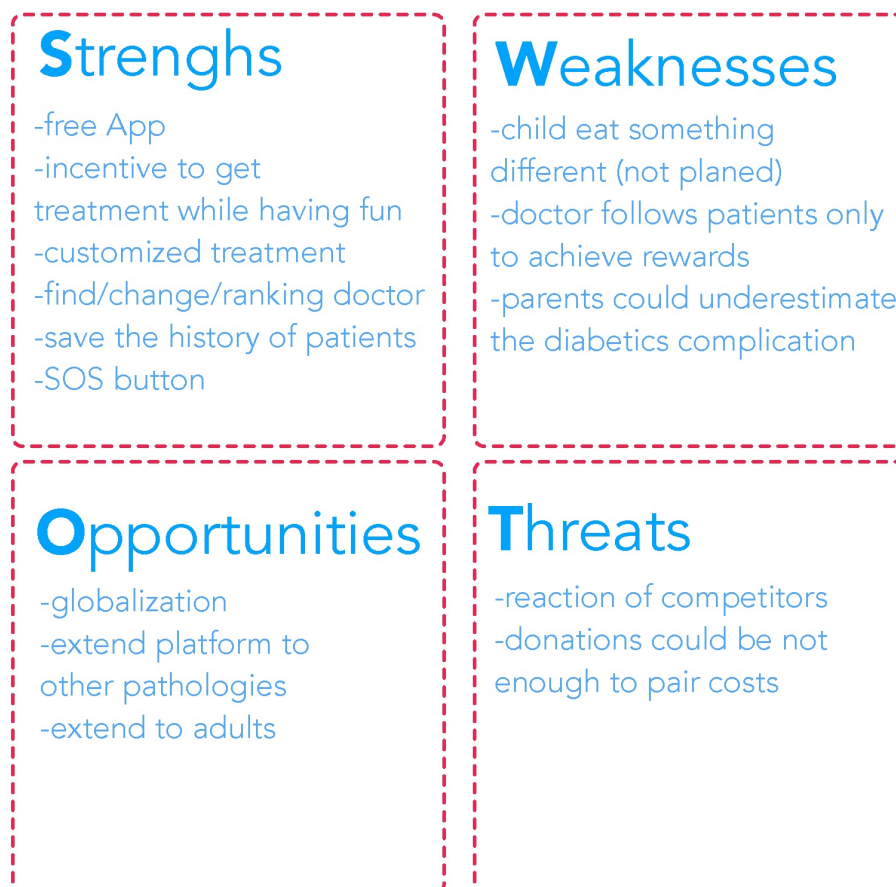 Strenghs
-free App
-incentive to get
treatment while having fun
-customized treatment
-find/change/ranking doctor
-save the history of patients
-SOS button
Weaknesses
-child eat something
different (not planed)
-doctor follows patients only
to achieve rewards
-parents could underestimate
the diabetics complication
Opportunities
-globalization
-extend platform to
other pathologies
-extend to adults
Threats
-reaction of competitors
-donations could be not
enough to pair costs